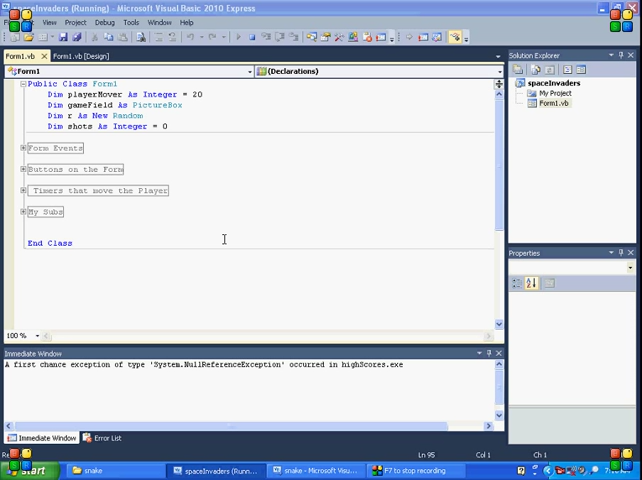 spaceInvaders (Running) - Microsoft Visual Basic 2010 Express
View Project Debug Tools Window Help
Form1.vb Form1.vb [Design]
Form1 (Declarations)
Public Class Form1
Dim playerMover As Integer = 20
Dim gameField As PictureBox
Dim r As New Random
Dim shots As Integer = 0
Form Events
Buttons on the Form
Timers that move the Player
My Subs
End Class
100 %
Solution Explorer
spaceInvaders
My Project
Form1.vb
Properties
Immediate Window
A first chance exception of type 'System.NullReferenceException' occurred in highScores.exe
Immediate Window Error List
Ln 95 Col 1 Ch 1
start snake spaceInvaders (Runn... snake - Microsoft Visu... F7 to stop recording